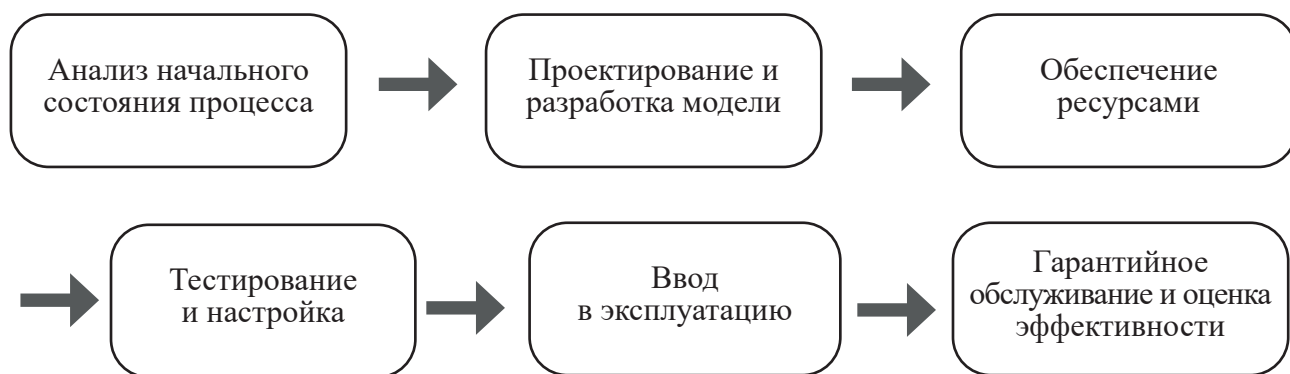 Анализ начального
состояния процесса
Проектирование и
разработка модели
Обеспечение
ресурсами
Тестирование
и настройка
Ввод
в эксплуатацию
Гарантийное
обслуживание и оценка
эффективности